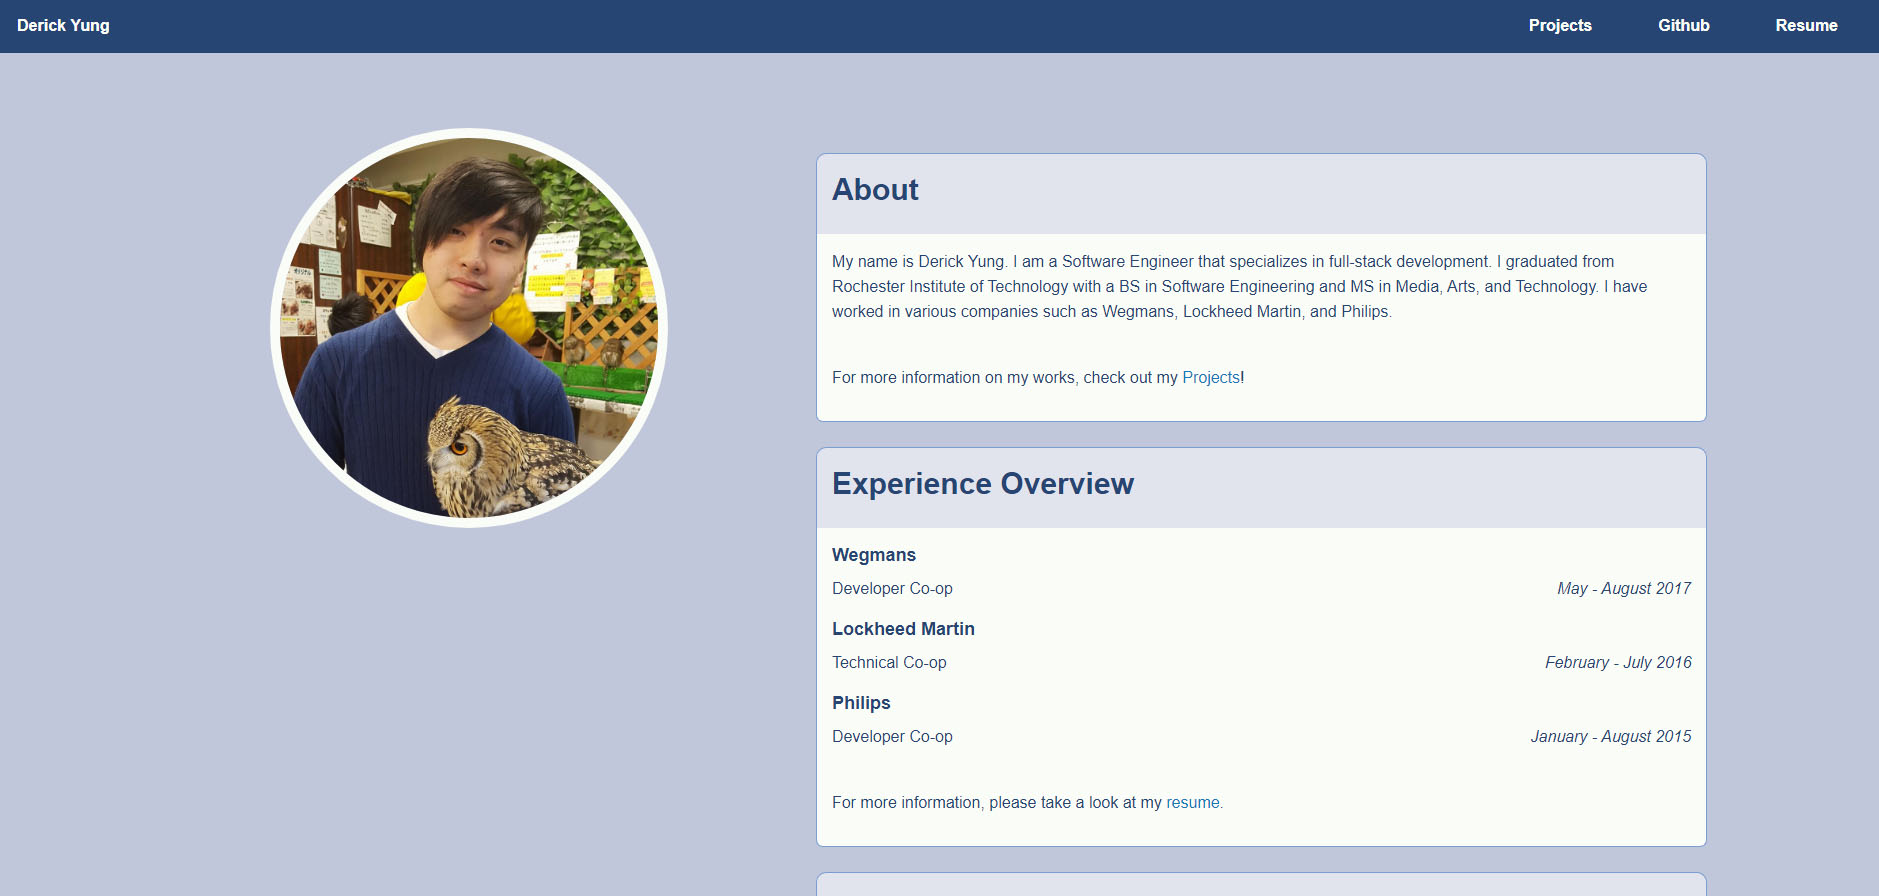 Derick Yung
Projects
Github
Resume
About
My name is Derick Yung. I am a Software Engineer that specializes in full-stack development. I graduated from
Rochester Institute of Technology with a BS in Software Engineering and MS in Media, Arts, and Technology. I have
worked in various companies such as Wegmans, Lockheed Martin, and Philips.
For more information on my works, check out my Projects!
Experience Overview
Wegmans
Developer Co-op
May - August 2017
Lockheed Martin
Technical Co-op
February - July 2016
Philips
Developer Co-op
January - August 2015
For more information, please take a look at my resume.